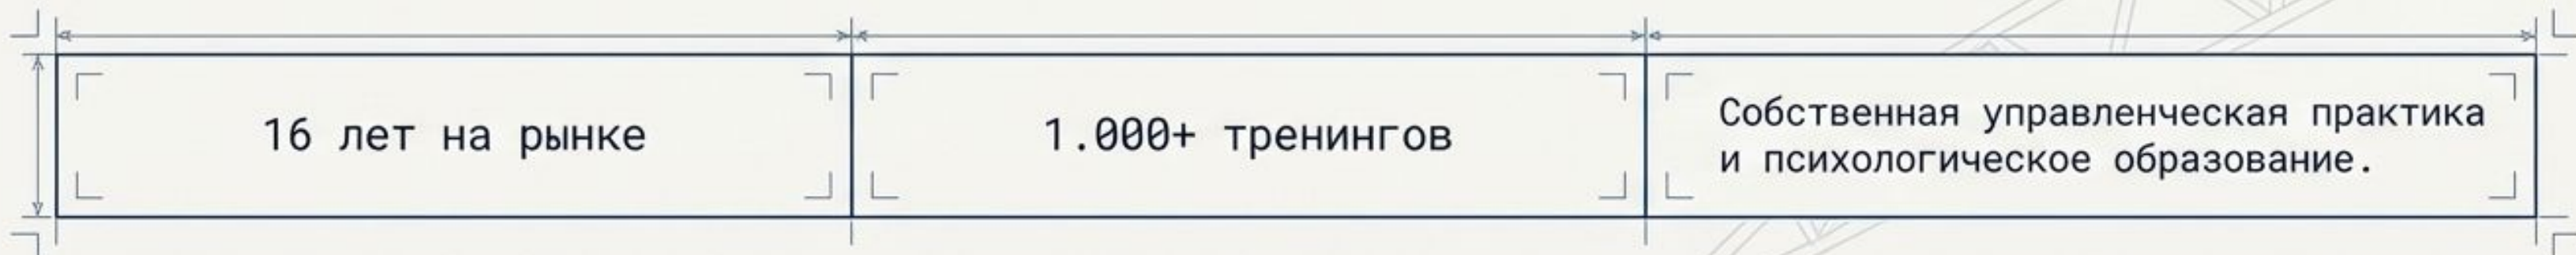 16 лет на рынке
1.000+ тренингов
Собственная управленческая практика
и психологическое образование.